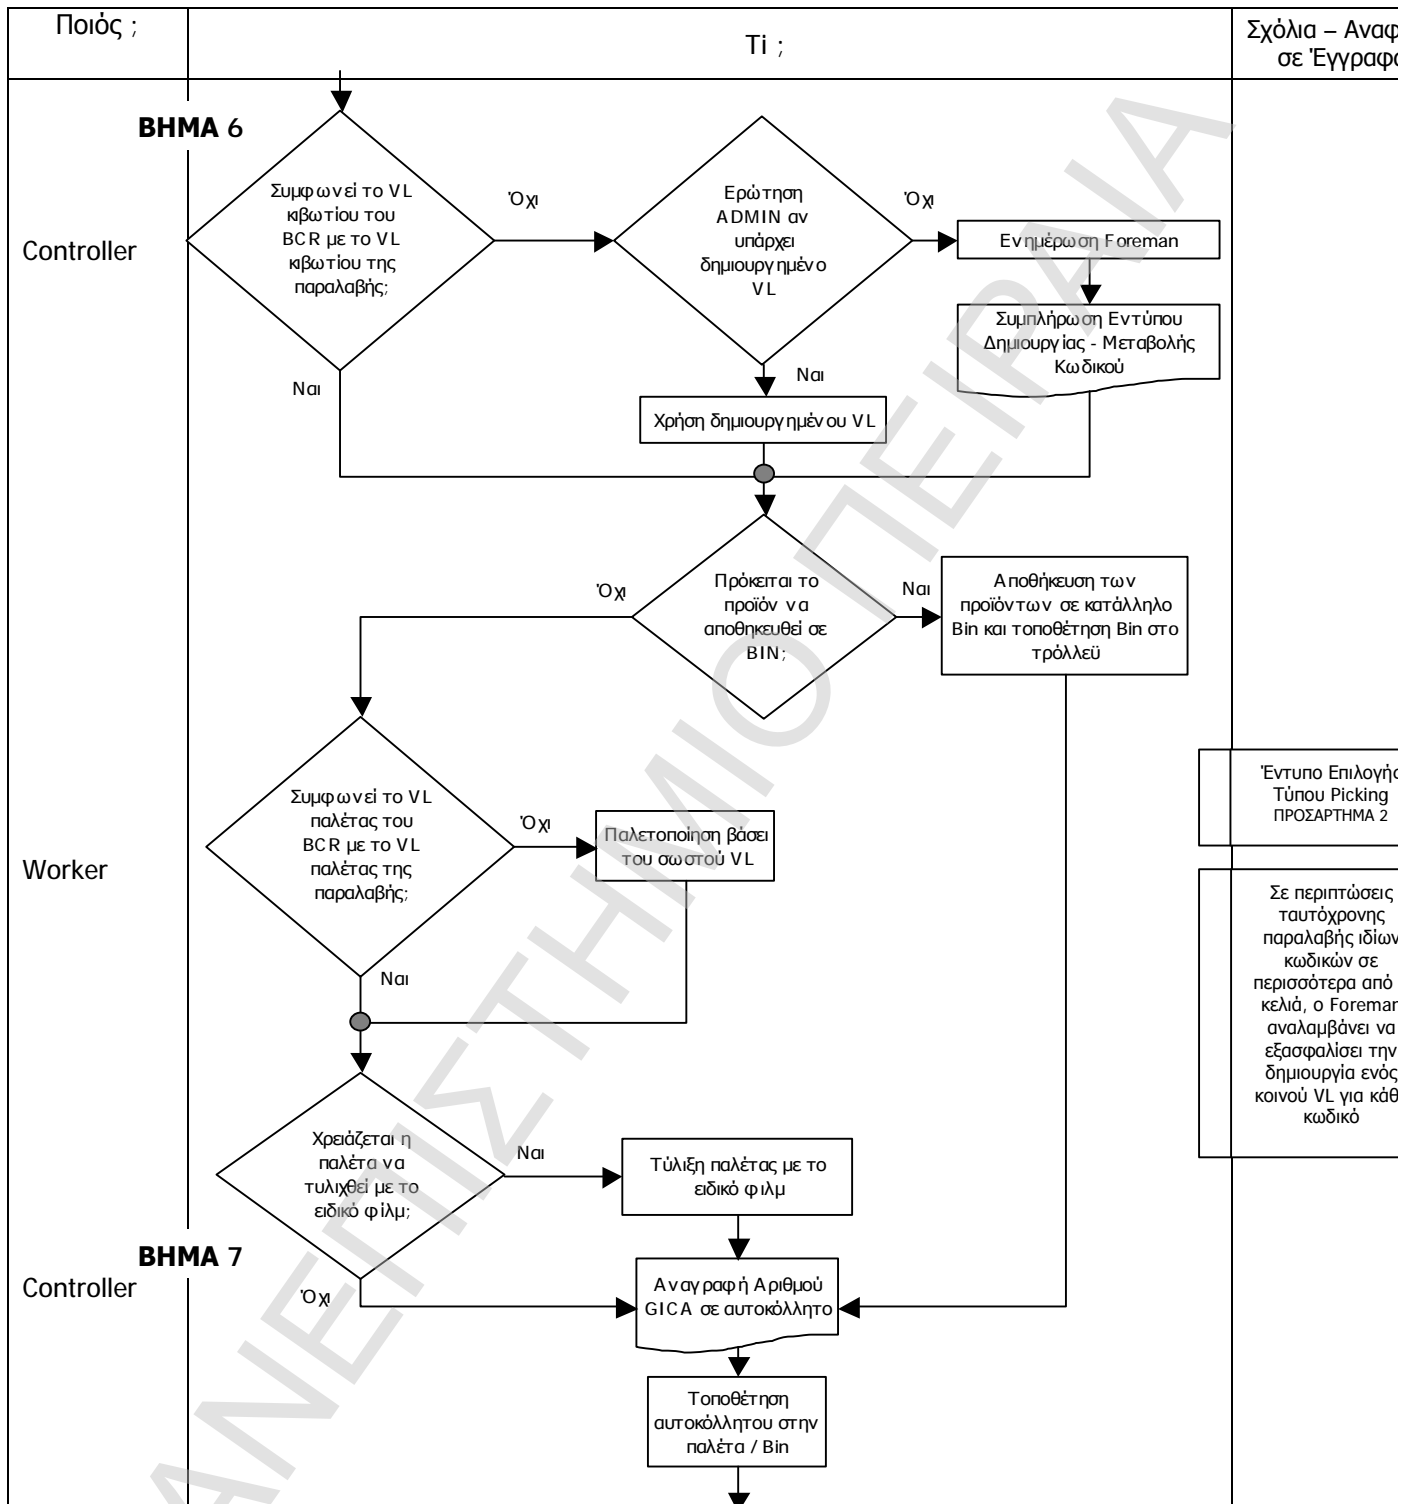 Ποιός ;
Τi ;
Σχόλια – Αναφ
σε Έγγραφ
ΒΗΜΑ 6
Controller
Συμφωνεί το VL
κιβωτίου του
BCR με το VL
κιβωτίου της
παραλαβής;
Όχι
Ερώτηση
ADMIN αν
υπάρχει
δημιουργημένο
VL
Όχι
Ενημέρωση Foreman
Συμπλήρωση Εντύπου
Δημιουργίας - Μεταβολής
Κωδικού
Ναι
Ναι
Χρήση δημιουργημένου VL
Πρόκειται το
προϊόν να
αποθηκευθεί σε
BIN;
Όχι
Ναι
Αποθήκευση των
προϊόντων σε κατάλληλο
Bin και τοποθέτηση Bin στο
τρόλλεϋ
Worker
Συμφωνεί το VL
παλέτας του
BCR με το VL
παλέτας της
παραλαβής;
Όχι
Παλετοποίηση βάσει
του σωστού VL
Ναι
Έντυπο Επιλογής
Τύπου Picking
ΠΡΟΣΑΡΤΗΜΑ 2
Σε περιπτώσεις
ταυτόχρονης
παραλαβής ιδίων
κωδικών σε
περισσότερα από
κελιά, ο Foreman
αναλαμβάνει να
εξασφαλίσει την
δημιουργία ενός
κοινού VL για κάθ
κωδικό
Χρειάζεται η
παλέτα να
τυλιχθεί με το
ειδικό φίλμ;
Ναι
Τύλιξη παλέτας με το
ειδικό φιλμ
ΒΗΜΑ 7
Controller
Όχι
Αναγραφή Αριθμού
GICA σε αυτοκόλλητο
Τοποθέτηση
αυτοκόλλητου στην
παλέτα / Bin
ΑΝΕΠΙΣΤΗΜΙΟ ΠΕΙΡΑΙΑ